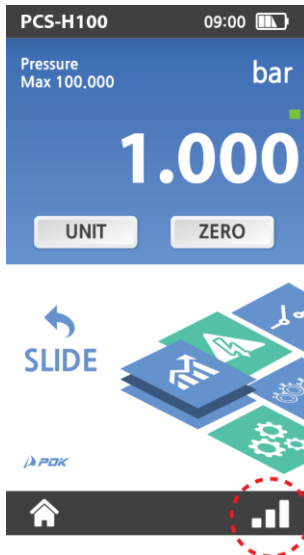 PCS-H100 09:00
Pressure
Max 100,000
bar
1.000
UNIT ZERO
SLIDE
PDK